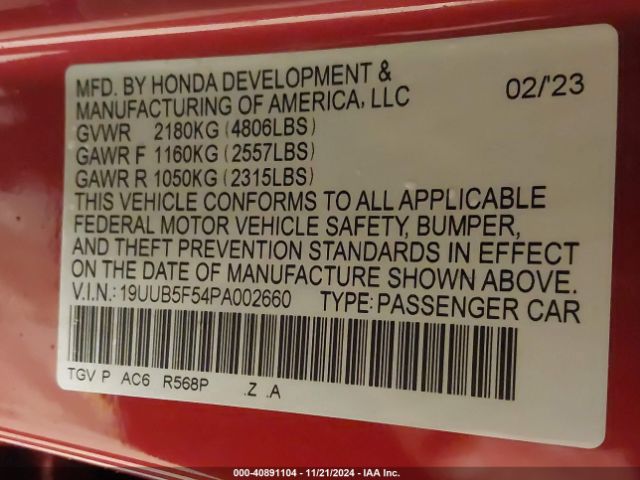 MFD. BY HONDA DEVELOPMENT &
MANUFACTURING OF AMERICA, LLC 02/'23
GVWR 2180KG (4806LBS)
GAWR F 1160KG (2557LBS)
GAWR R 1050KG (2315LBS)
THIS VEHICLE CONFORMS TO ALL APPLICABLE
FEDERAL MOTOR VEHICLE SAFETY, BUMPER,
AND THEFT PREVENTION STANDARDS IN EFFECT
ON THE DATE OF MANUFACTURE SHOWN ABOVE.
V.I.N.: 19UUB5F54PA002660 TYPE: PASSENGER CAR
TGV P AC6 R568P .Z .A
000-40891104 - 11/21/2024 - IAA Inc.